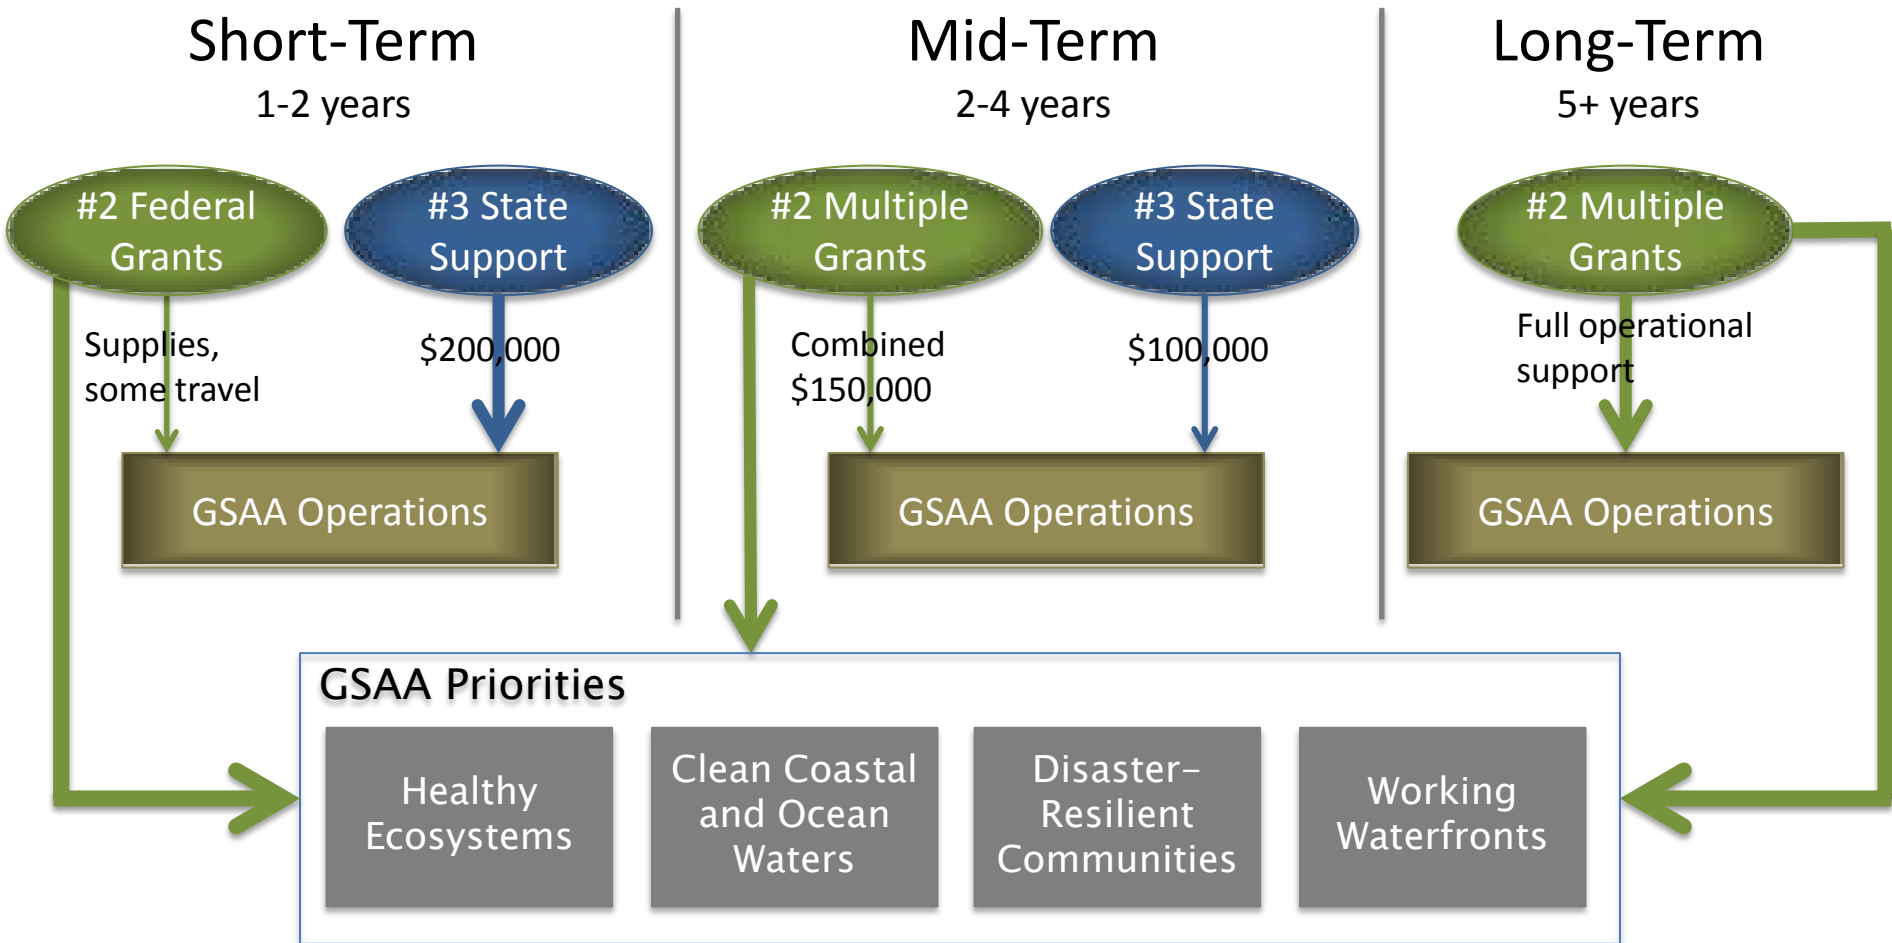 Short-Term
1-2 years
Mid-Term
2-4 years
Long-Term
5+ years
#2 Federal
Grants
#3 State
Support
#2 Multiple
Grants
#3 State
Support
#2 Multiple
Grants
Supplies,
some travel
$200,000
Combined
$150,000
$100,000
Full operational
support
GSAA Operations
GSAA Operations
GSAA Operations
GSAA Priorities
Healthy
Ecosystems
Clean Coastal
and Ocean
Waters
Disaster-
Resilient
Communities
Working
Waterfronts